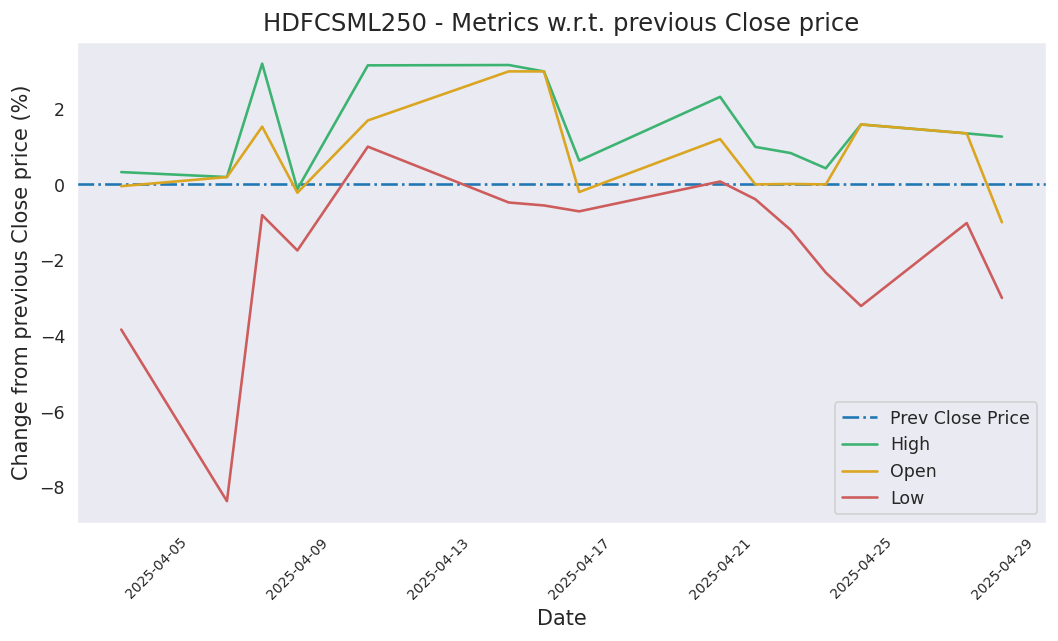 HDFCSML250 - Metrics w.r.t. previous Close price
Change from previous Close price (%)
2
0
−2
−4
−6
−8
Prev Close Price
High
Open
Low
2025-04-05
2025-04-09
2025-04-13
2025-04-17
2025-04-21
2025-04-25
2025-04-29
Date